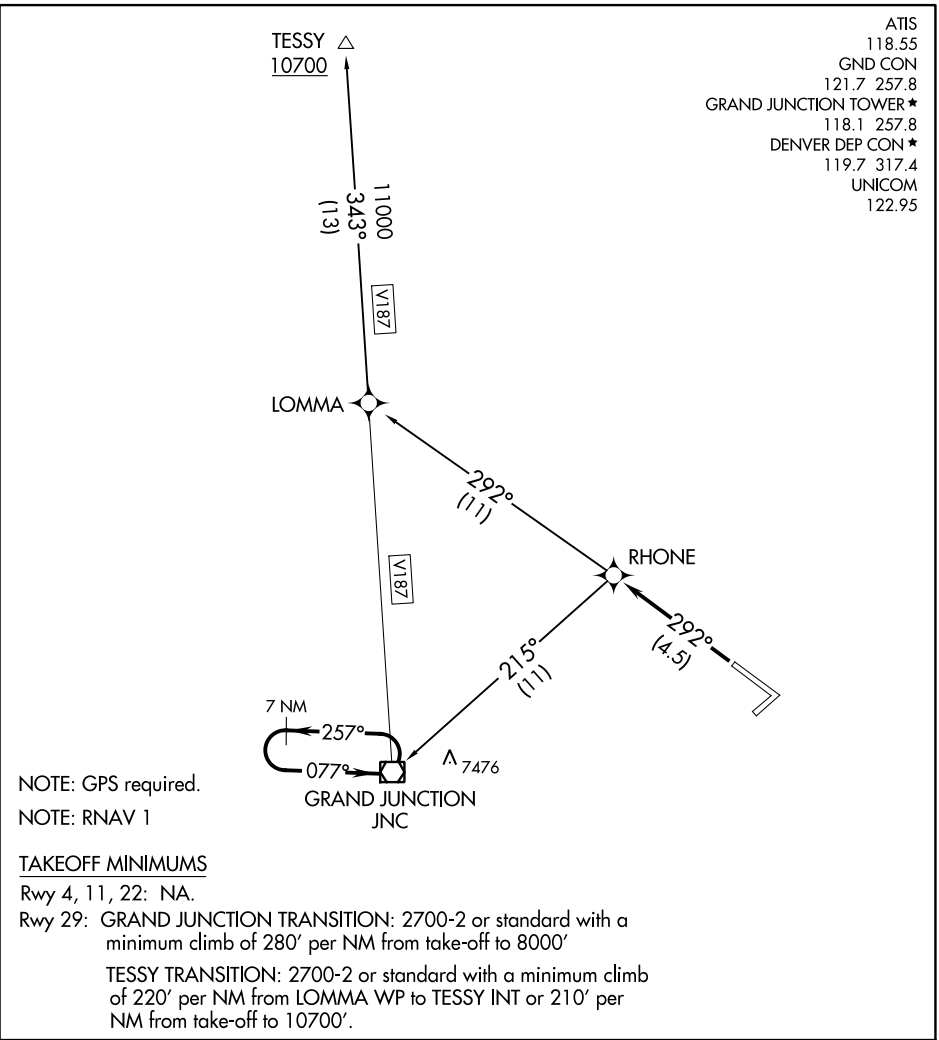 ATIS
118.55
GND CON
121.7 257.8
GRAND JUNCTION TOWER★
118.1 257.8
DENVER DEP CON★
119.7 317.4
UNICOM
122.95
TESSY
10700
11000
343°
(13)
V187
LOMMA
292°
(11)
RHONE
V187
292°
(4.5)
215°
(11)
7 NM
257°
077°
7476
GRAND JUNCTION
JNC
NOTE: GPS required.
NOTE: RNAV 1
TAKEOFF MINIMUMS
Rwy 4, 11, 22: NA.
Rwy 29: GRAND JUNCTION TRANSITION: 2700-2 or standard with a
minimum climb of 280' per NM from take-off to 8000'
TESSY TRANSITION: 2700-2 or standard with a minimum climb
of 220' per NM from LOMMA WP to TESSY INT or 210' per
NM from take-off to 10700'.